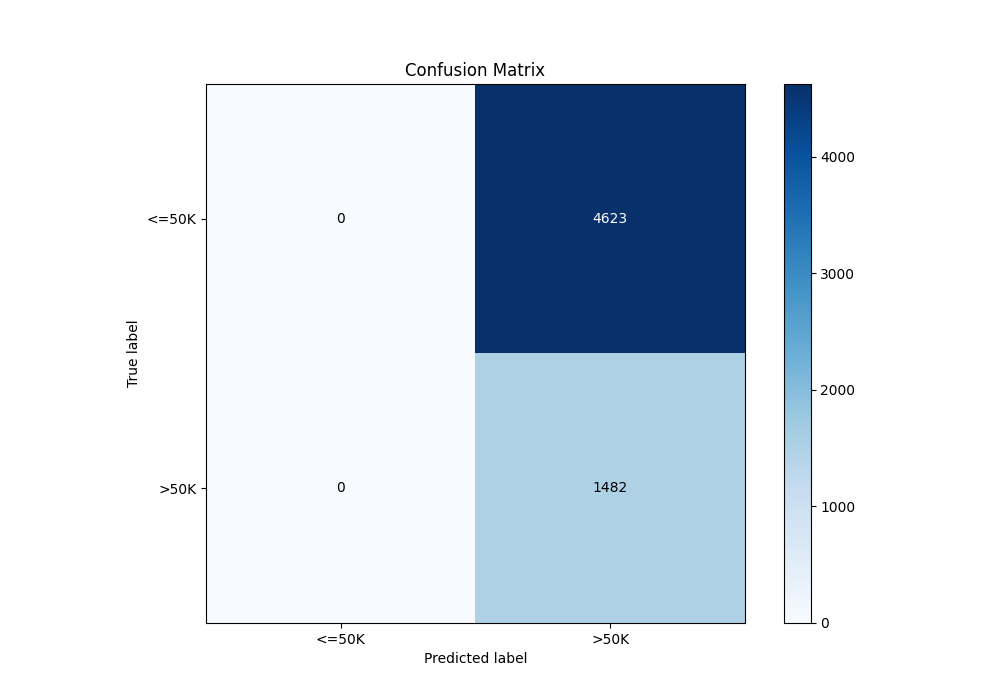 Confusion Matrix
True label
<=50K
0
4623
>50K
0
1482
<=50K
>50K
Predicted label
4000
3000
2000
1000
0